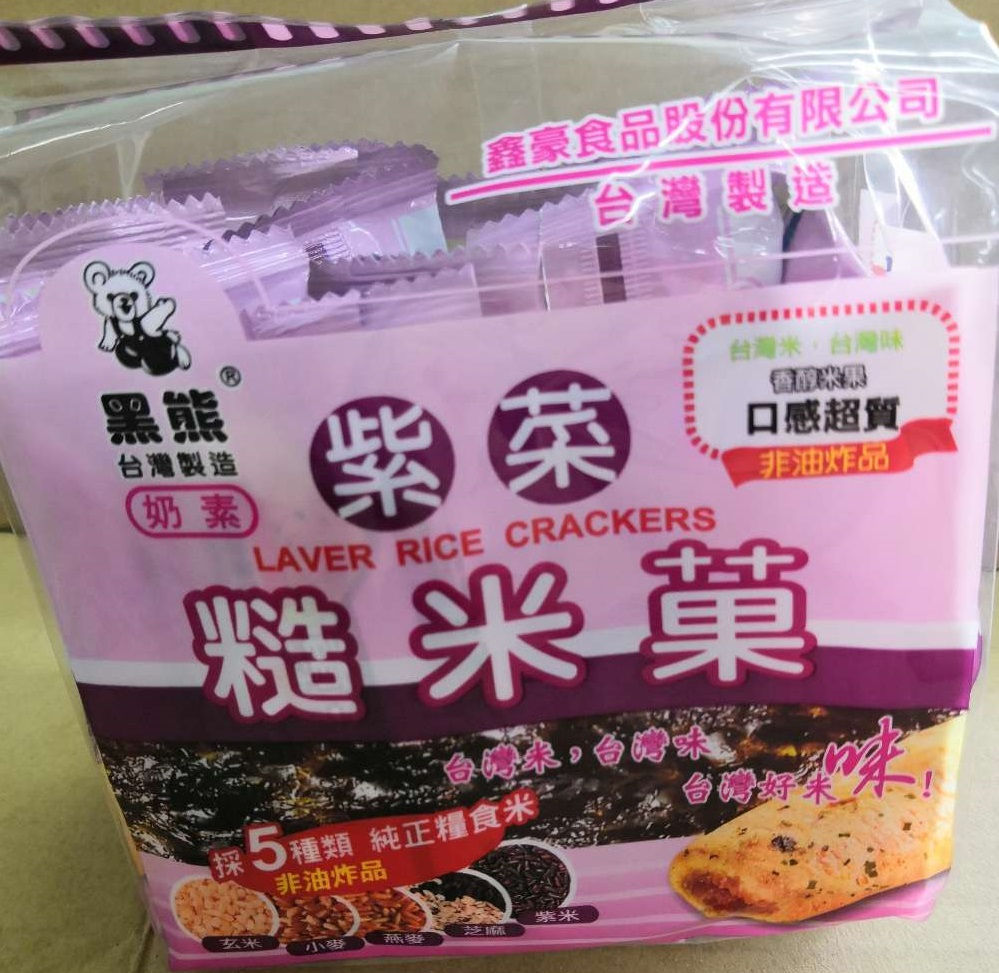 鑫豪食品股份有限公司
台灣製造
黑熊®
台灣製造
奶素
台灣米，台灣味
香醇米果
口感超質
非油炸品
紫菜
LAVER RICE CRACKERS
糙米菓
台灣米，台灣味
台灣好米味!
採5種類 純正糧食米
非油炸品
玄米
小麥
燕麥
芝麻
紫米